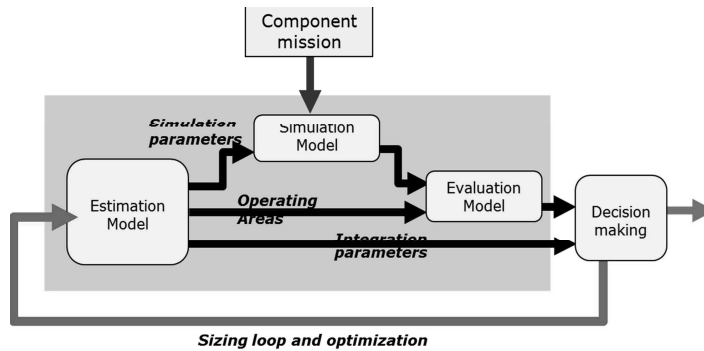 Component
mission
Simulation
parameters
Simulation
Model
Estimation
Model
Operating
Areas
Evaluation
Model
Decision
making
Integration
parameters
Sizing loop and optimization